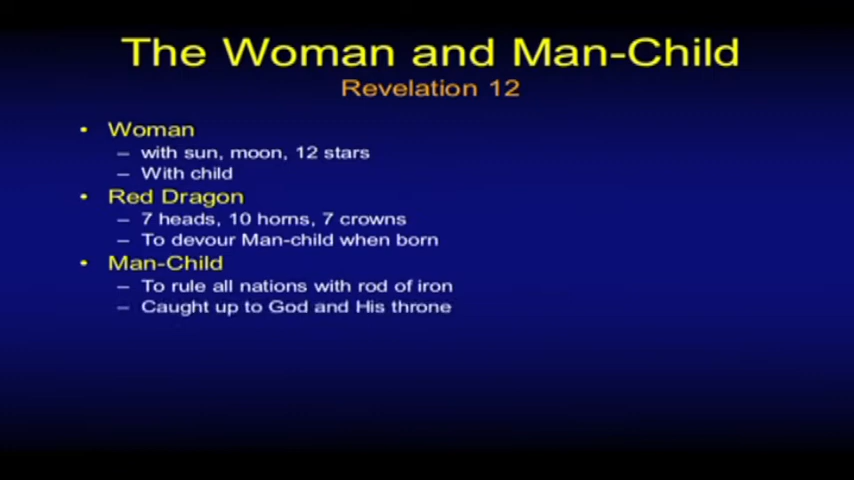 The Woman and Man-Child
Revelation 12
• Woman
– with sun, moon, 12 stars
– With child
• Red Dragon
– 7 heads, 10 horns, 7 crowns
– To devour Man-child when born
• Man-Child
– To rule all nations with rod of iron
– Caught up to God and His throne